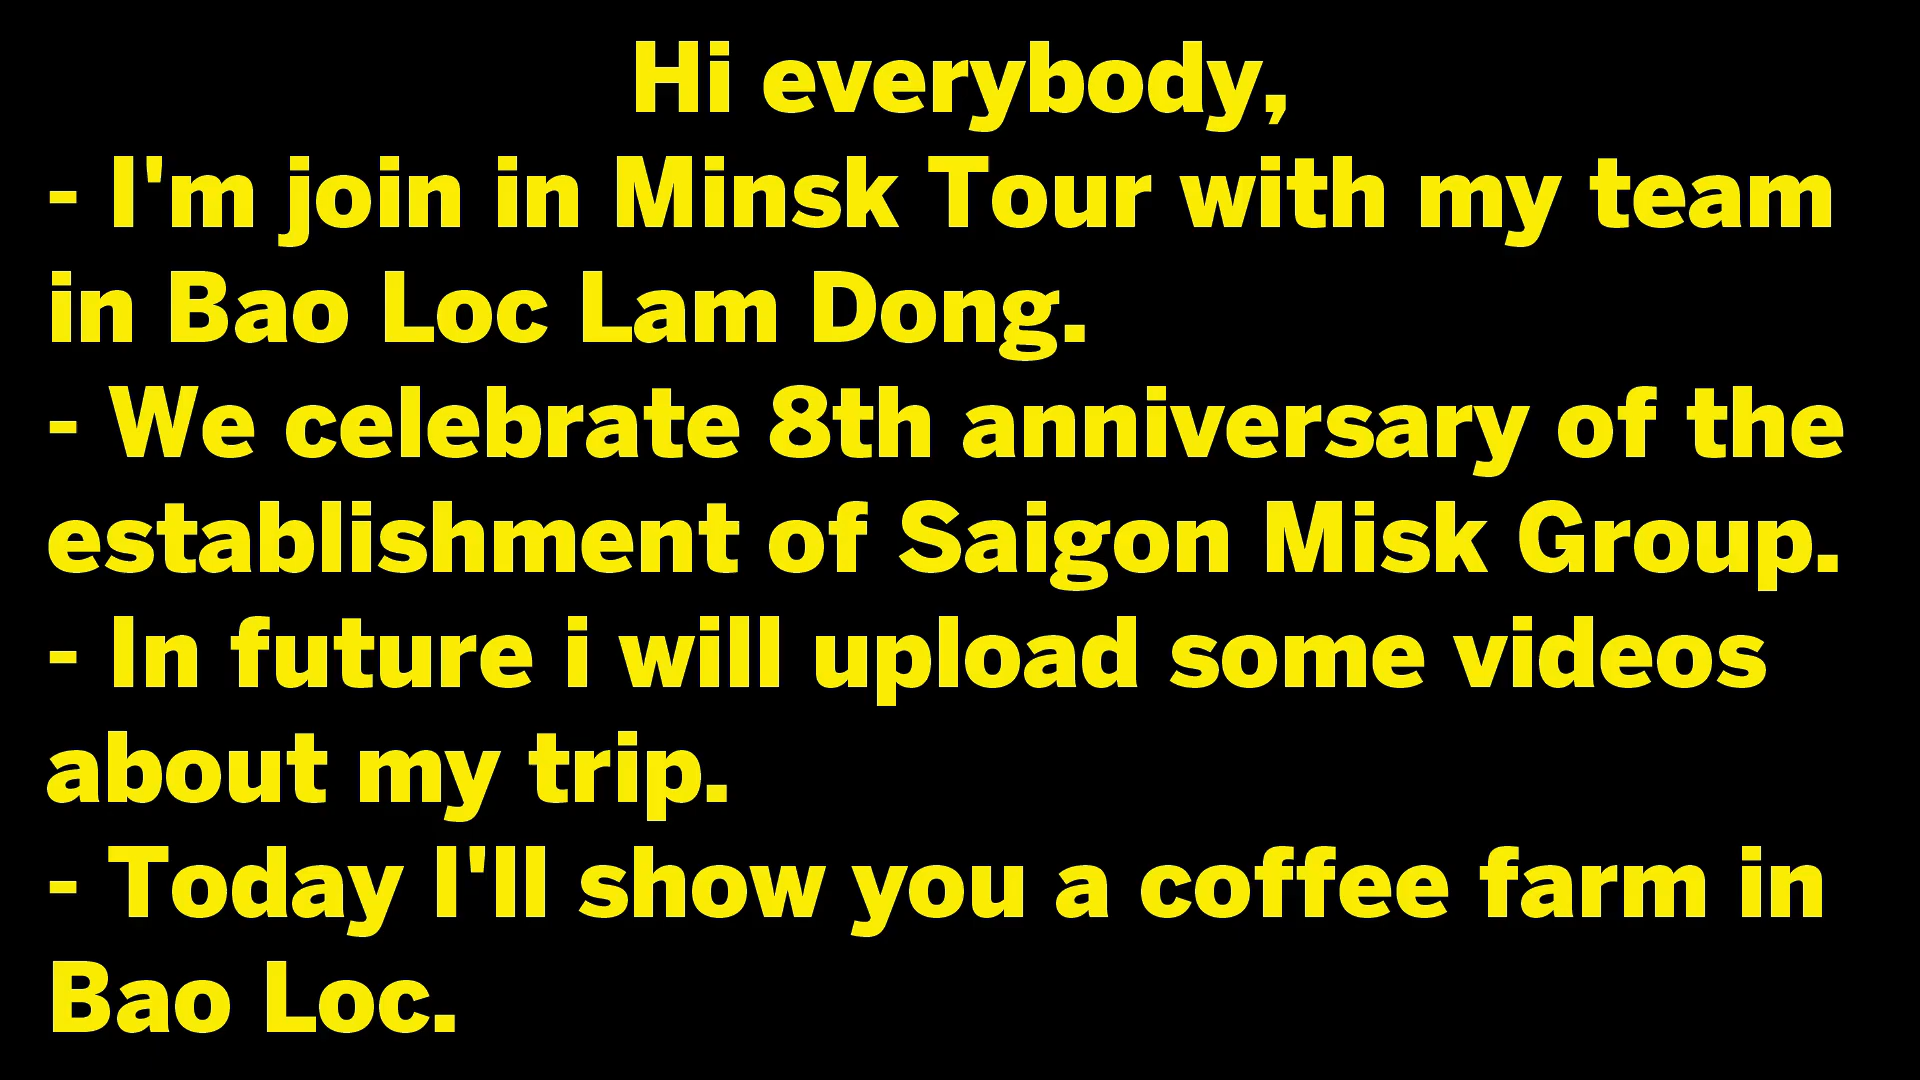 Hi everybody,
- I'm join in Minsk Tour with my team
in Bao Loc Lam Dong.
- We celebrate 8th anniversary of the
establishment of Saigon Misk Group.
- In future i will upload some videos
about my trip.
- Today I'll show you a coffee farm in
Bao Loc.